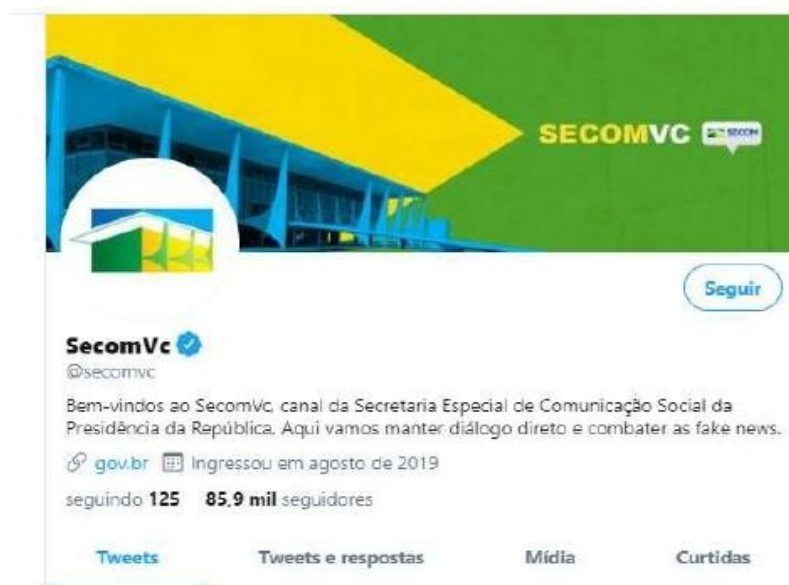 SECOMVC SECOM
Seguir
SecomVc
@secomvc
Bem-vindos ao SecomVc, canal da Secretaria Especial de Comunicação Social da
Presidência da República. Aqui vamos manter diálogo direto e combater as fake news.
gov.br Ingressou em agosto de 2019
seguindo 125 85,9 mil seguidores
Tweets Tweets e respostas Mídia Curtidas